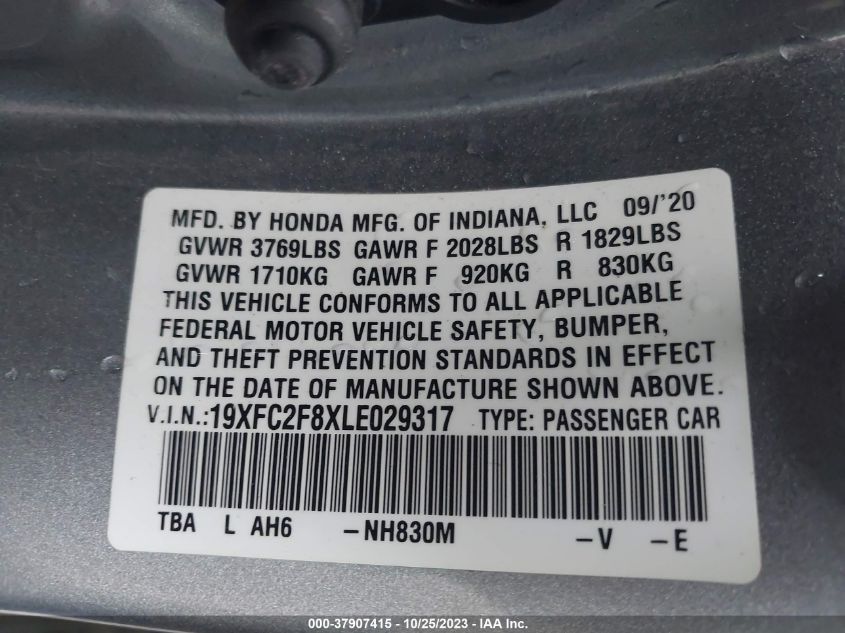 MFD. BY HONDA MFG. OF INDIANA, LLC 09/'20
GVWR 3769LBS GAWR F 2028LBS R 1829LBS
GVWR 1710KG GAWR F 920KG R 830KG
THIS VEHICLE CONFORMS TO ALL APPLICABLE
FEDERAL MOTOR VEHICLE SAFETY, BUMPER,
AND THEFT PREVENTION STANDARDS IN EFFECT
ON THE DATE OF MANUFACTURE SHOWN ABOVE.
V.I.N.:19XFC2F8XLE029317 TYPE: PASSENGER CAR
TBA L AH6 -NH830M -V -E
000-37907415 - 10/25/2023 - © IAA Holdings, LLC.